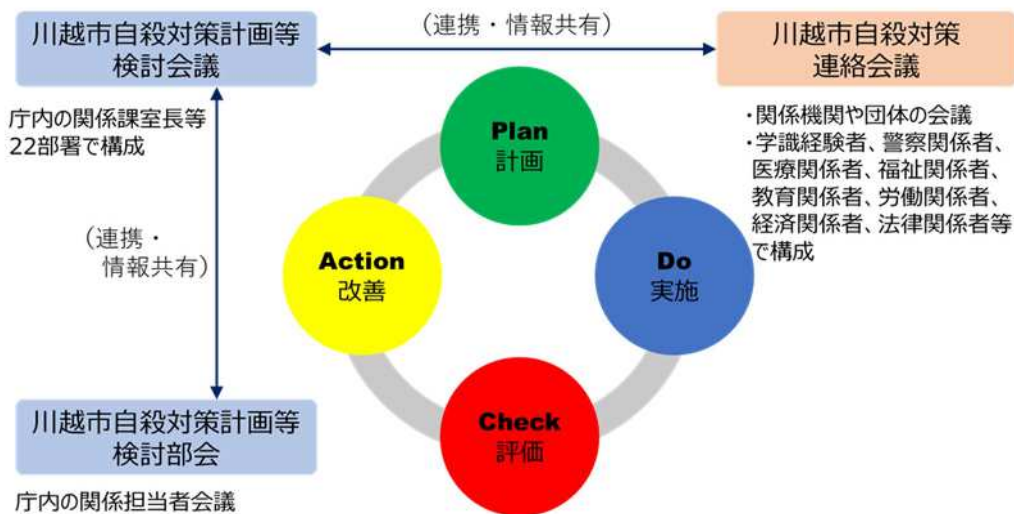 川越市自殺対策計画等
検討会議
(連携・情報共有)
川越市自殺対策
連絡会議
庁内の関係課室長等
22部署で構成
・関係機関や団体の会議
・学識経験者、警察関係者、
医療関係者、福祉関係者、
教育関係者、労働関係者、
経済関係者、法律関係者等
で構成
Plan
計画
(連携・
情報共有)
Action
改善
Do
実施
Check
評価
川越市自殺対策計画等
検討部会
庁内の関係担当者会議